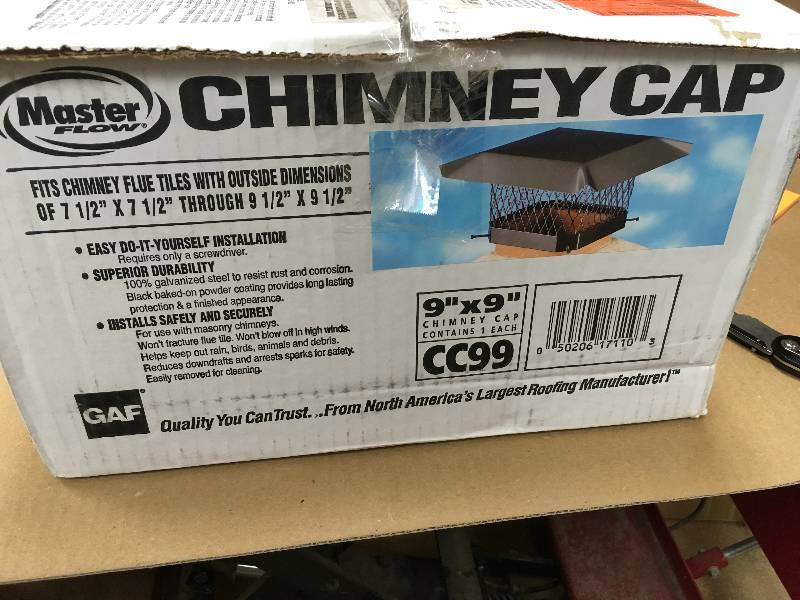 Master
FLOW®
CHIMNEY CAP
FITS CHIMNEY FLUE TILES WITH OUTSIDE DIMENSIONS
OF 7 1/2" X 7 1/2" THROUGH 9 1/2" X 9 1/2"
• EASY DO-IT-YOURSELF INSTALLATION
Requires only a screwdriver.
• SUPERIOR DURABILITY
100% galvanized steel to resist rust and corrosion.
Black baked-on powder coating provides long lasting
protection & a finished appearance.
• INSTALLS SAFELY AND SECURELY
For use with masonry chimneys.
Won't fracture flue tile. Won't blow off in high winds.
Helps keep out rain, birds, animals and debris.
Reduces downdrafts and arrests sparks for safety.
Easily removed for cleaning.
9"x9"
CHIMNEY CAP
CONTAINS 1 EACH
CC99
0 50206 17110 3
GAF®
Quality You Can Trust...From North America's Largest Roofing Manufacturer!™